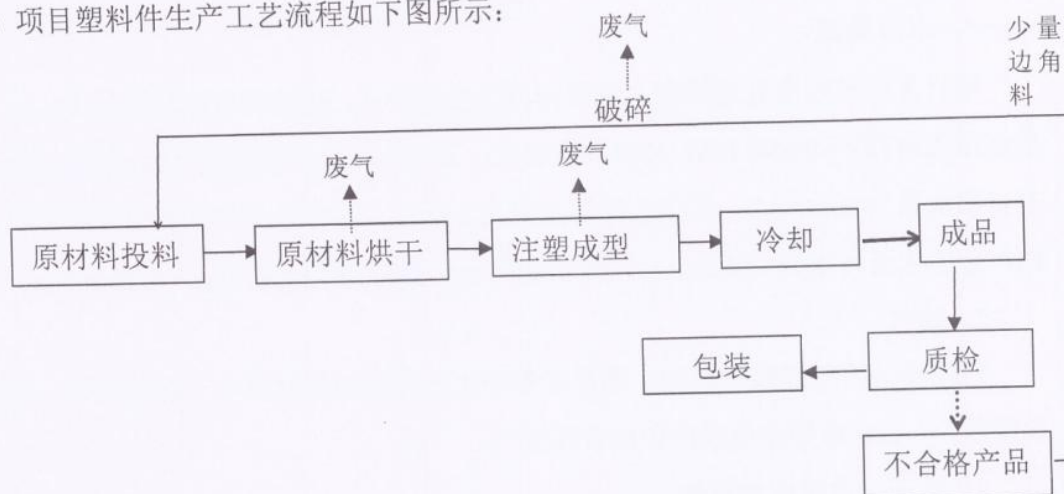 项目塑料件生产工艺流程如下图所示：
废气
少量
边角
料
破碎
废气
废气
原材料投料
原材料烘干
注塑成型
冷却
成品
包装
质检
不合格产品